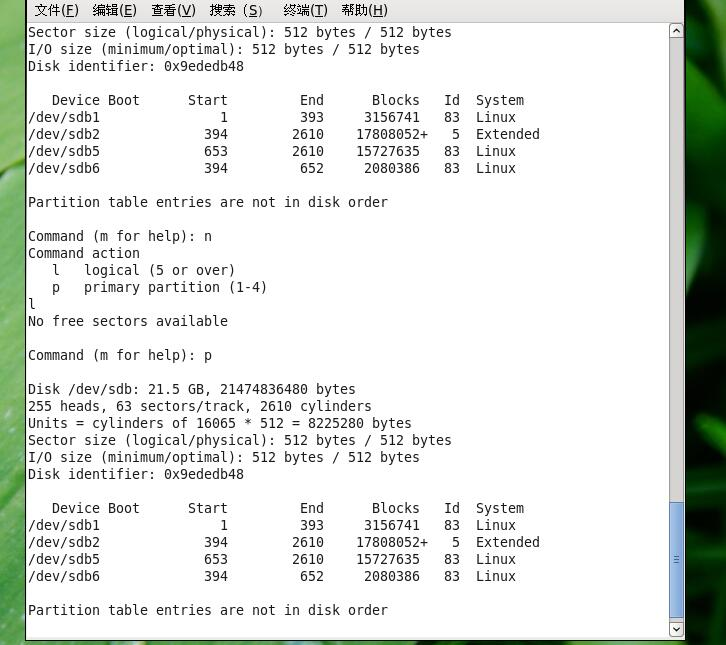 文件(F) 编辑(E) 查看(V) 搜索 (S) 终端(T) 帮助(H)
Sector size (logical/physical): 512 bytes / 512 bytes
I/O size (minimum/optimal): 512 bytes / 512 bytes
Disk identifier: 0x9ededb48

   Device Boot      Start         End      Blocks   Id  System
/dev/sdb1               1         393     3156741   83  Linux
/dev/sdb2             394        2610    17808052+   5  Extended
/dev/sdb5             653        2610    15727635   83  Linux
/dev/sdb6             394         652     2080386   83  Linux

Partition table entries are not in disk order

Command (m for help): n
Command action
   l   logical (5 or over)
   p   primary partition (1-4)
l
No free sectors available

Command (m for help): p

Disk /dev/sdb: 21.5 GB, 21474836480 bytes
255 heads, 63 sectors/track, 2610 cylinders
Units = cylinders of 16065 * 512 = 8225280 bytes
Sector size (logical/physical): 512 bytes / 512 bytes
I/O size (minimum/optimal): 512 bytes / 512 bytes
Disk identifier: 0x9ededb48

   Device Boot      Start         End      Blocks   Id  System
/dev/sdb1               1         393     3156741   83  Linux
/dev/sdb2             394        2610    17808052+   5  Extended
/dev/sdb5             653        2610    15727635   83  Linux
/dev/sdb6             394         652     2080386   83  Linux

Partition table entries are not in disk order